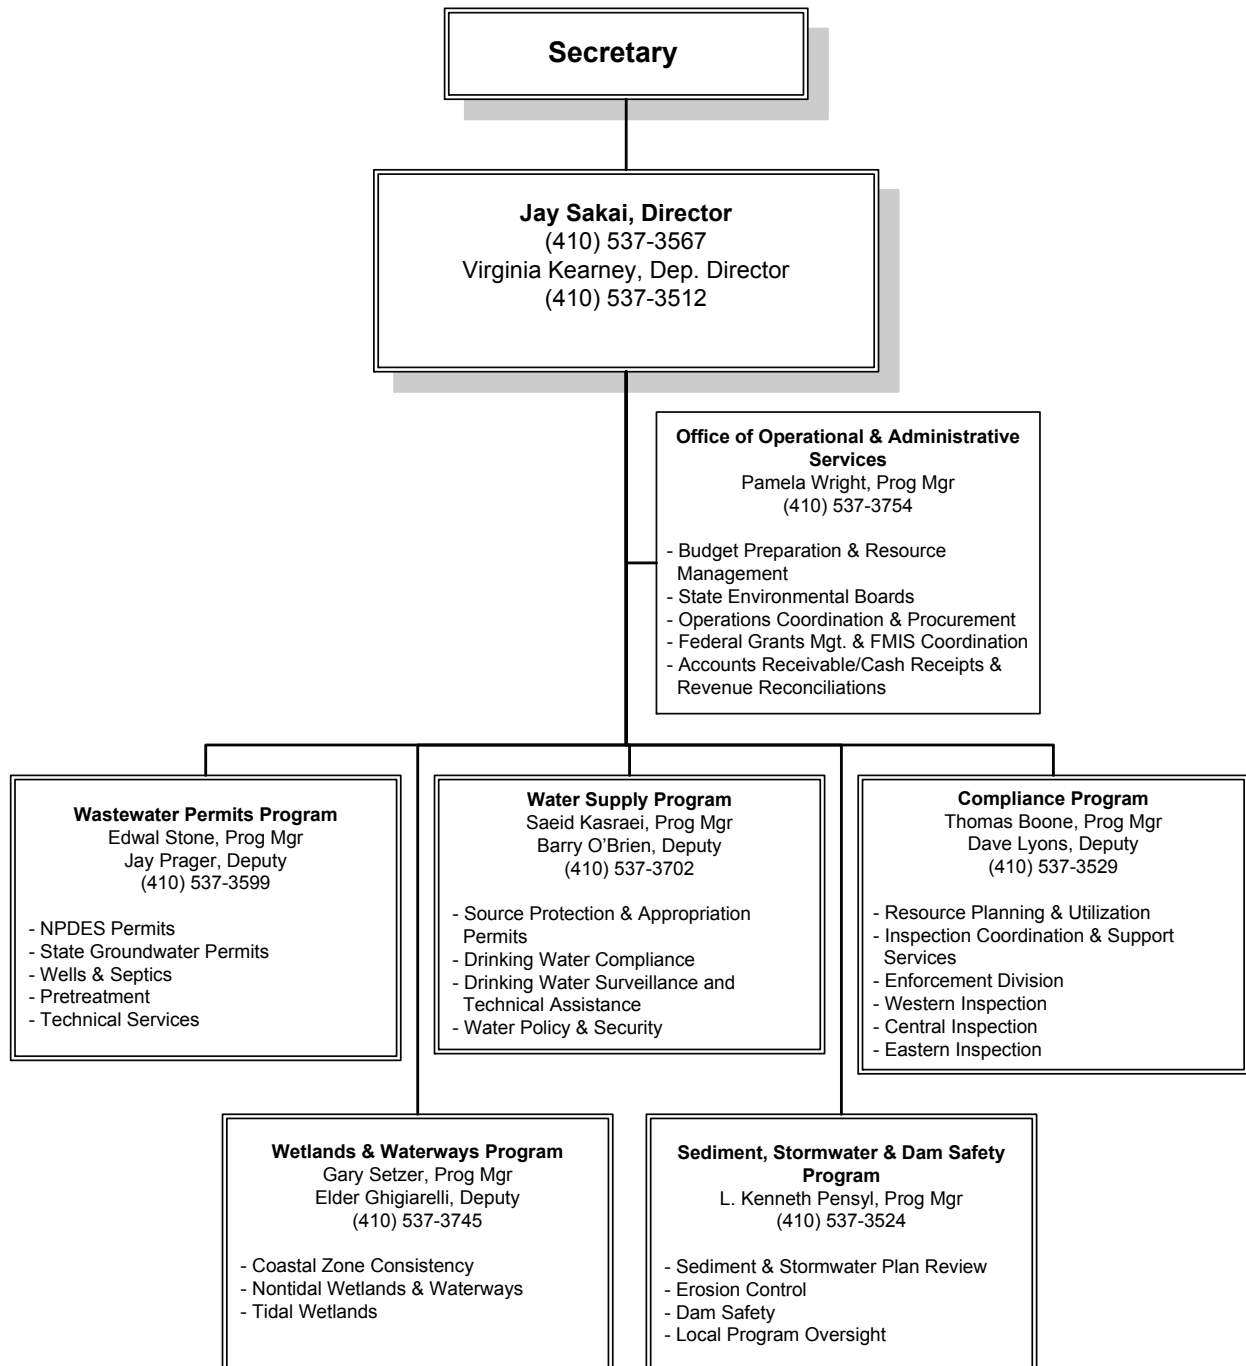 Secretary
Jay Sakai, Director
(410) 537-3567
Virginia Kearney, Dep. Director
(410) 537-3512
Office of Operational & Administrative
Services
Pamela Wright, Prog Mgr
(410) 537-3754
- Budget Preparation & Resource
Management
- State Environmental Boards
- Operations Coordination & Procurement
- Federal Grants Mgt. & FMIS Coordination
- Accounts Receivable/Cash Receipts &
Revenue Reconciliations
Wastewater Permits Program
Edwal Stone, Prog Mgr
Jay Prager, Deputy
(410) 537-3599
- NPDES Permits
- State Groundwater Permits
- Wells & Septics
- Pretreatment
- Technical Services
Water Supply Program
Saeid Kasraei, Prog Mgr
Barry O’Brien, Deputy
(410) 537-3702
- Source Protection & Appropriation
Permits
- Drinking Water Compliance
- Drinking Water Surveillance and
Technical Assistance
- Water Policy & Security
Compliance Program
Thomas Boone, Prog Mgr
Dave Lyons, Deputy
(410) 537-3529
- Resource Planning & Utilization
- Inspection Coordination & Support
Services
- Enforcement Division
- Western Inspection
- Central Inspection
- Eastern Inspection
Wetlands & Waterways Program
Gary Setzer, Prog Mgr
Elder Ghigiarelli, Deputy
(410) 537-3745
- Coastal Zone Consistency
- Nontidal Wetlands & Waterways
- Tidal Wetlands
Sediment, Stormwater & Dam Safety
Program
L. Kenneth Pensyl, Prog Mgr
(410) 537-3524
- Sediment & Stormwater Plan Review
- Erosion Control
- Dam Safety
- Local Program Oversight